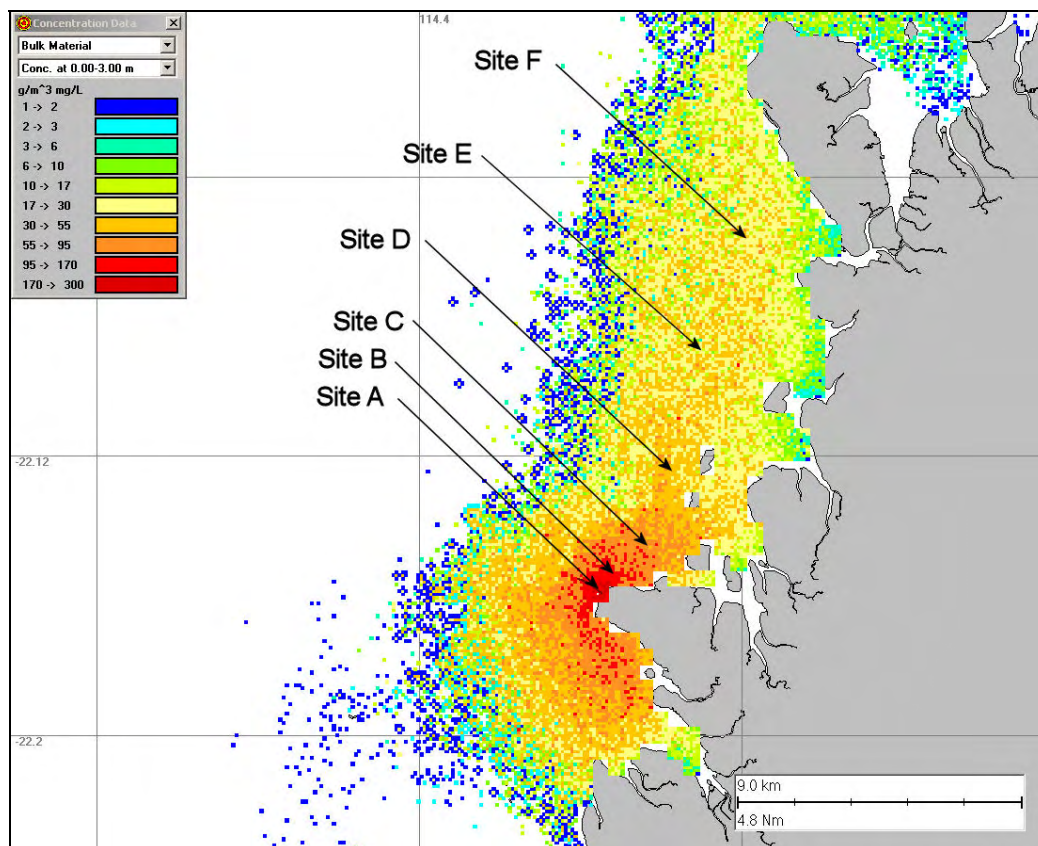 Concentration Data
Bulk Material
Conc. at 0.00-3.00 m
g/m^3 mg/L
1 -> 2
2 -> 3
3 -> 6
6 -> 10
10 -> 17
17 -> 30
30 -> 55
55 -> 95
95 -> 170
170 -> 300
114.4
Site F
Site E
Site D
Site C
Site B
Site A
-22.12
-22.2
9.0 km
4.8 Nm